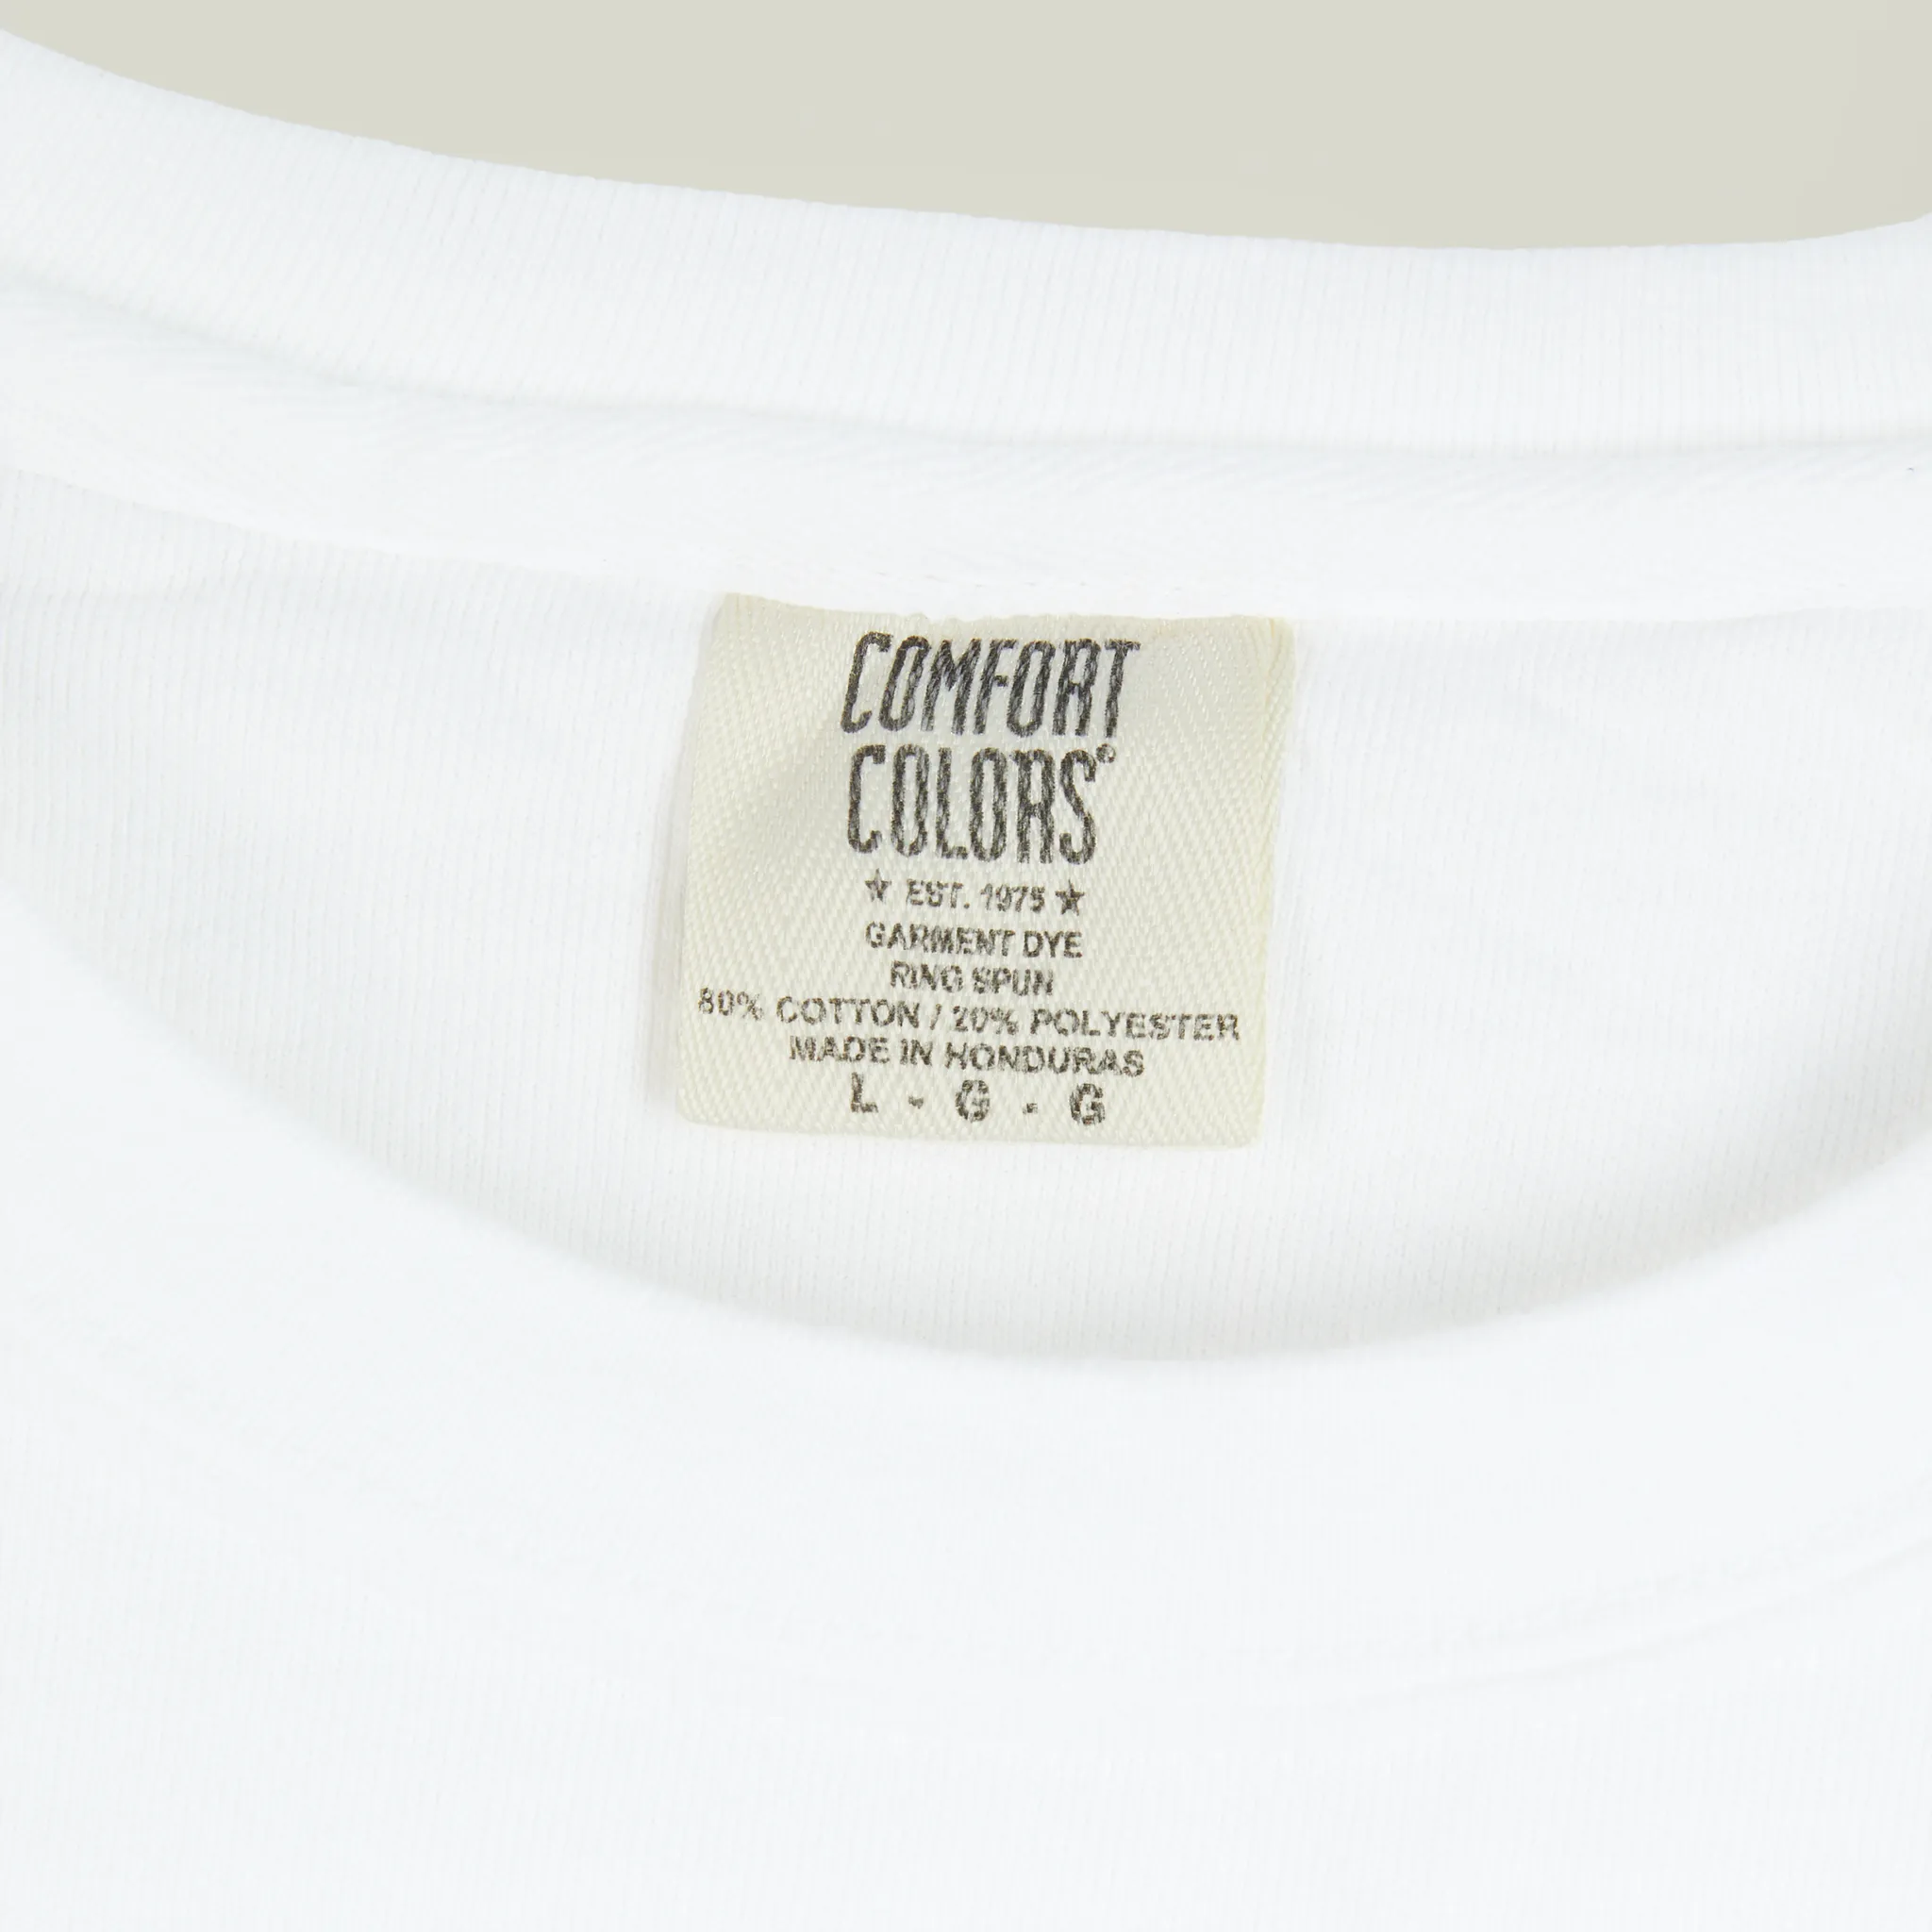 COMFORT
COLORS®
★ EST. 1975 ★
GARMENT DYE
RING SPUN
80% COTTON / 20% POLYESTER
MADE IN HONDURAS
L - G - G